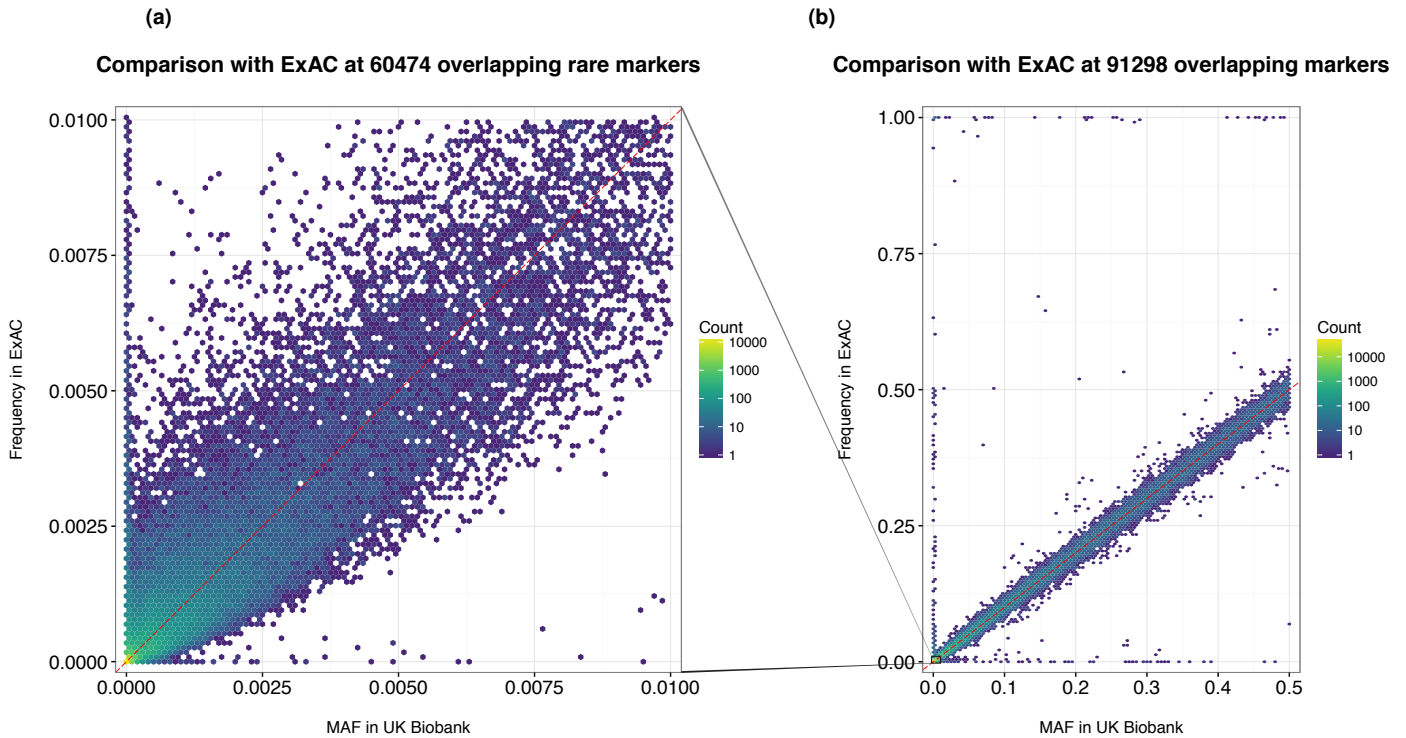 (a)
Comparison with ExAC at 60474 overlapping rare markers
0.0100
0.0075
0.0050
0.0025
0.0000
Frequency in ExAC
0.0000 0.0025 0.0050 0.0075 0.0100
MAF in UK Biobank
Count
10000
1000
100
10
1
(b)
Comparison with ExAC at 91298 overlapping markers
1.00
0.75
0.50
0.25
0.00
Frequency in ExAC
0.0 0.1 0.2 0.3 0.4 0.5
MAF in UK Biobank
Count
10000
1000
100
10
1